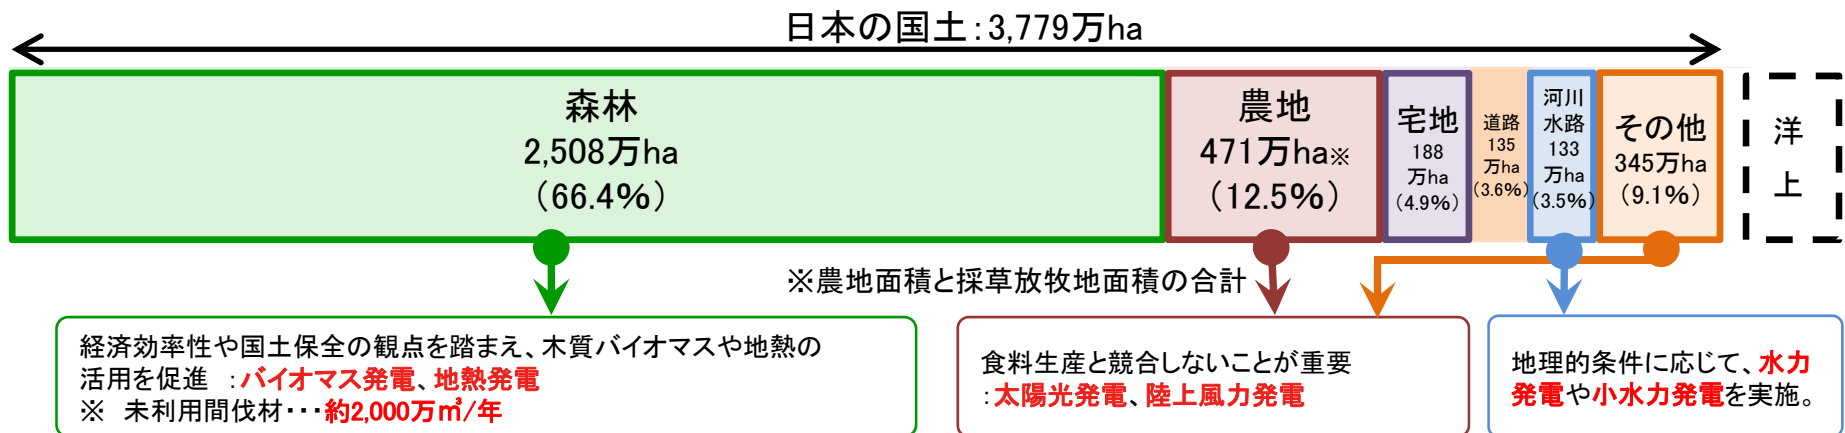 日本の国土：3,779万ha
森林
2,508万ha
（66.4％）
農地
471万ha※
（12.5％）
宅地
188
万ha
（4.9％）
道路
135
万ha
（3.6％）
河川
水路
133
万ha
（3.5％）
その他
345万ha
（9.1％）
洋
上
※農地面積と採草放牧地面積の合計
経済効率性や国土保全の観点を踏まえ、木質バイオマスや地熱の
活用を促進　：バイオマス発電、地熱発電
※　未利用間伐材・・・約2,000万㎥/年
食料生産と競合しないことが重要
：太陽光発電、陸上風力発電
地理的条件に応じて、水力
発電や小水力発電を実施。